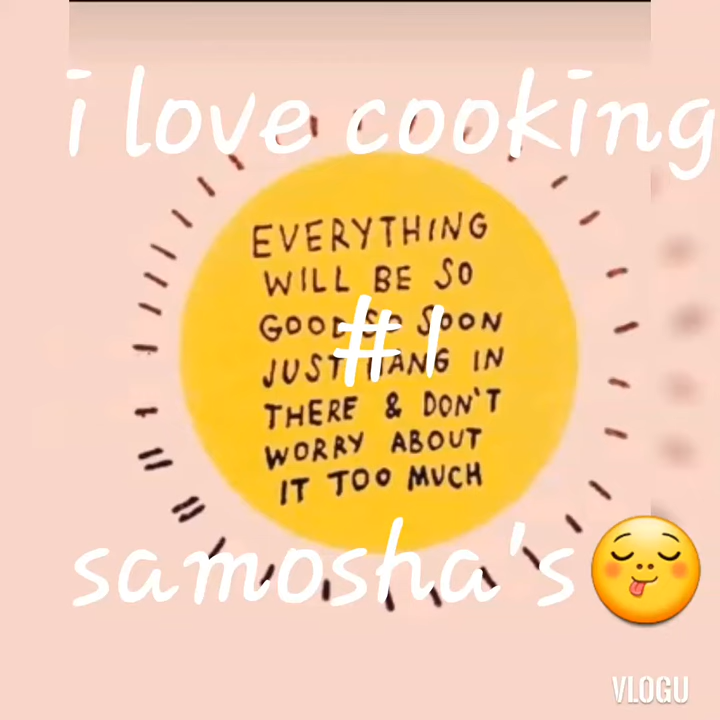 i love cooking
EVERYTHING
WILL BE SO
GOOD SO SOON
#1
JUST HANG IN
THERE & DON'T
WORRY ABOUT
IT TOO MUCH
samosha's
VLOGU